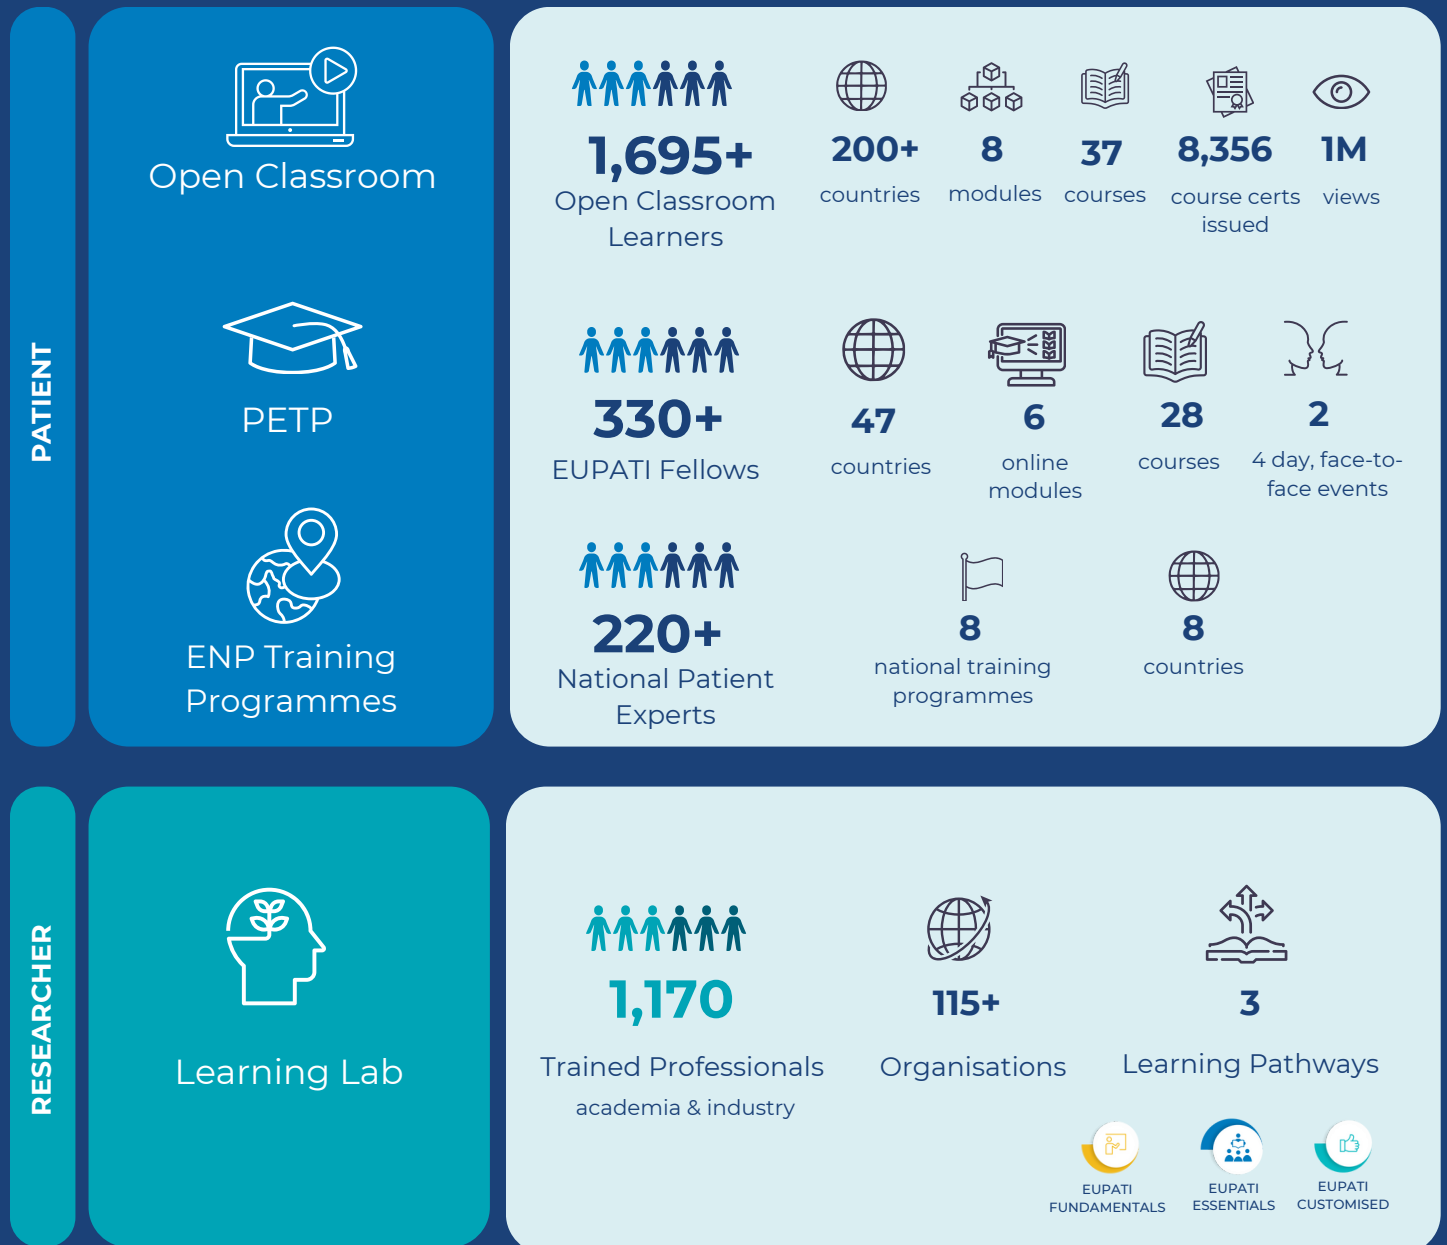 PATIENT
Open Classroom
1,695+
Open Classroom
Learners
200+
countries
8
modules
37
courses
8,356
course certs
issued
1M
views
PETP
330+
EUPATI Fellows
47
countries
6
online
modules
28
courses
2
4 day, face-to-
face events
ENP Training
Programmes
220+
National Patient
Experts
8
national training
programmes
8
countries
RESEARCHER
Learning Lab
1,170
Trained Professionals
academia & industry
115+
Organisations
3
Learning Pathways
EUPATI
FUNDAMENTALS
EUPATI
ESSENTIALS
EUPATI
CUSTOMISED